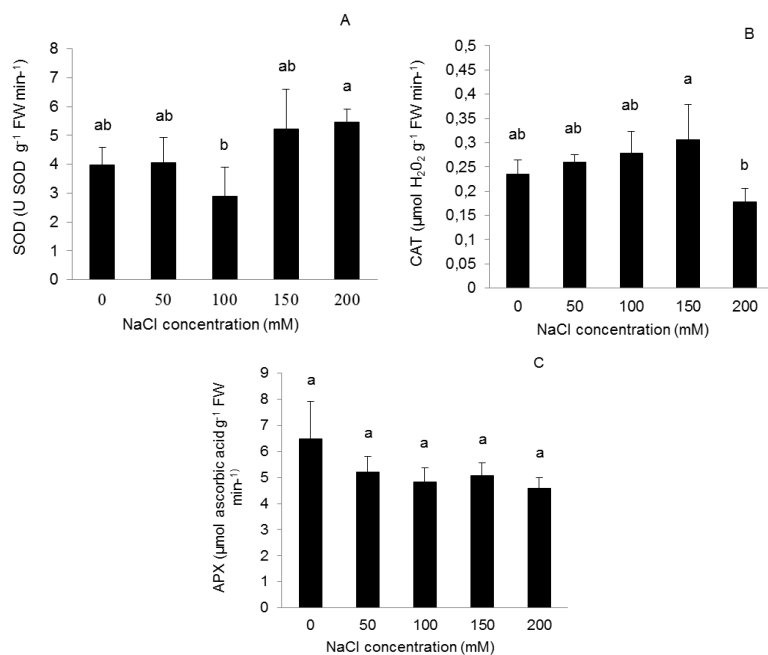 A
SOD (U SOD g-1 FW min-1)
8
7
6
5
4
3
2
1
0
ab
ab
b
ab
a
0 50 100 150 200
NaCl concentration (mM)
B
CAT (µmol H2O2 g-1 FW min-1)
0,5
0,45
0,4
0,35
0,3
0,25
0,2
0,15
0,1
0,05
0
ab
ab
ab
a
b
0 50 100 150 200
NaCl concentration (mM)
C
APX (µmol ascorbic acid g-1 FW
min-1)
9
8
7
6
5
4
3
2
1
0
a
a
a
a
a
0 50 100 150 200
NaCl concentration (mM)